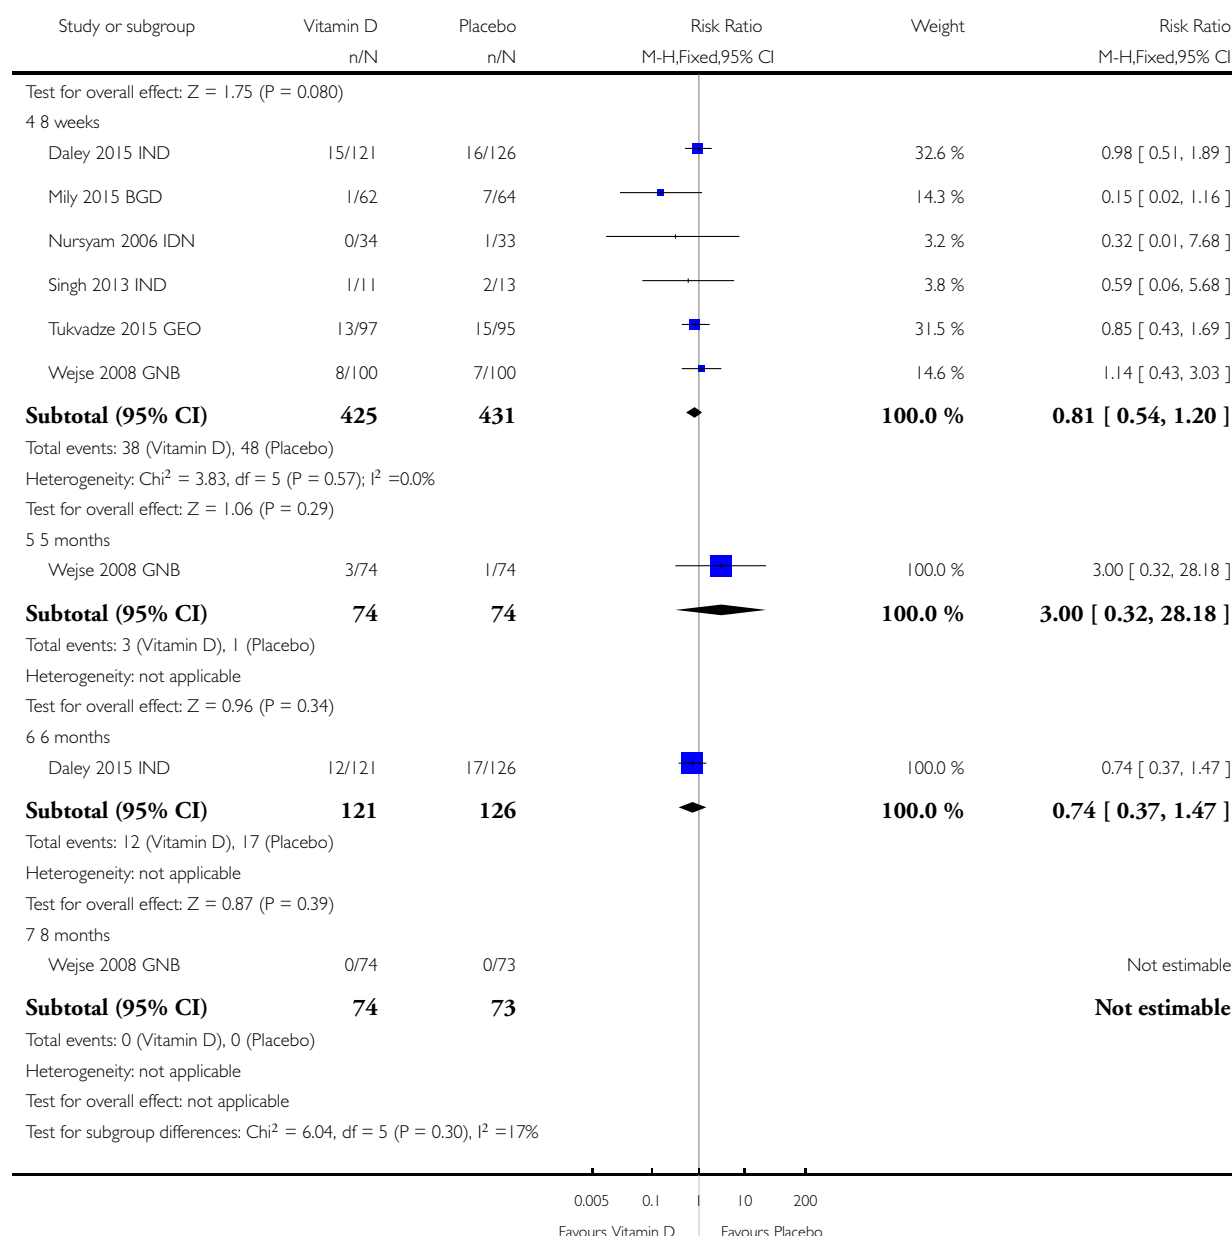 Study or subgroup Vitamin D Placebo Risk Ratio Weight Risk Ratio
n/N n/N M-H,Fixed,95% CI M-H,Fixed,95% CI
Test for overall effect: Z = 1.75 (P = 0.080)
4 8 weeks
Daley 2015 IND 15/121 16/126 32.6 % 0.98 [ 0.51, 1.89 ]
Mily 2015 BGD 1/62 7/64 14.3 % 0.15 [ 0.02, 1.16 ]
Nursyam 2006 IDN 0/34 1/33 3.2 % 0.32 [ 0.01, 7.68 ]
Singh 2013 IND 1/11 2/13 3.8 % 0.59 [ 0.06, 5.68 ]
Tukvadze 2015 GEO 13/97 15/95 31.5 % 0.85 [ 0.43, 1.69 ]
Wejse 2008 GNB 8/100 7/100 14.6 % 1.14 [ 0.43, 3.03 ]
Subtotal (95% CI) 425 431 100.0 % 0.81 [ 0.54, 1.20 ]
Total events: 38 (Vitamin D), 48 (Placebo)
Heterogeneity: Chi² = 3.83, df = 5 (P = 0.57); I² =0.0%
Test for overall effect: Z = 1.06 (P = 0.29)
5 5 months
Wejse 2008 GNB 3/74 1/74 100.0 % 3.00 [ 0.32, 28.18 ]
Subtotal (95% CI) 74 74 100.0 % 3.00 [ 0.32, 28.18 ]
Total events: 3 (Vitamin D), 1 (Placebo)
Heterogeneity: not applicable
Test for overall effect: Z = 0.96 (P = 0.34)
6 6 months
Daley 2015 IND 12/121 17/126 100.0 % 0.74 [ 0.37, 1.47 ]
Subtotal (95% CI) 121 126 100.0 % 0.74 [ 0.37, 1.47 ]
Total events: 12 (Vitamin D), 17 (Placebo)
Heterogeneity: not applicable
Test for overall effect: Z = 0.87 (P = 0.39)
7 8 months
Wejse 2008 GNB 0/74 0/73 Not estimable
Subtotal (95% CI) 74 73 Not estimable
Total events: 0 (Vitamin D), 0 (Placebo)
Heterogeneity: not applicable
Test for overall effect: not applicable
Test for subgroup differences: Chi² = 6.04, df = 5 (P = 0.30), I² =17%
0.005 0.1 1 10 200
Favours Vitamin D Favours Placebo